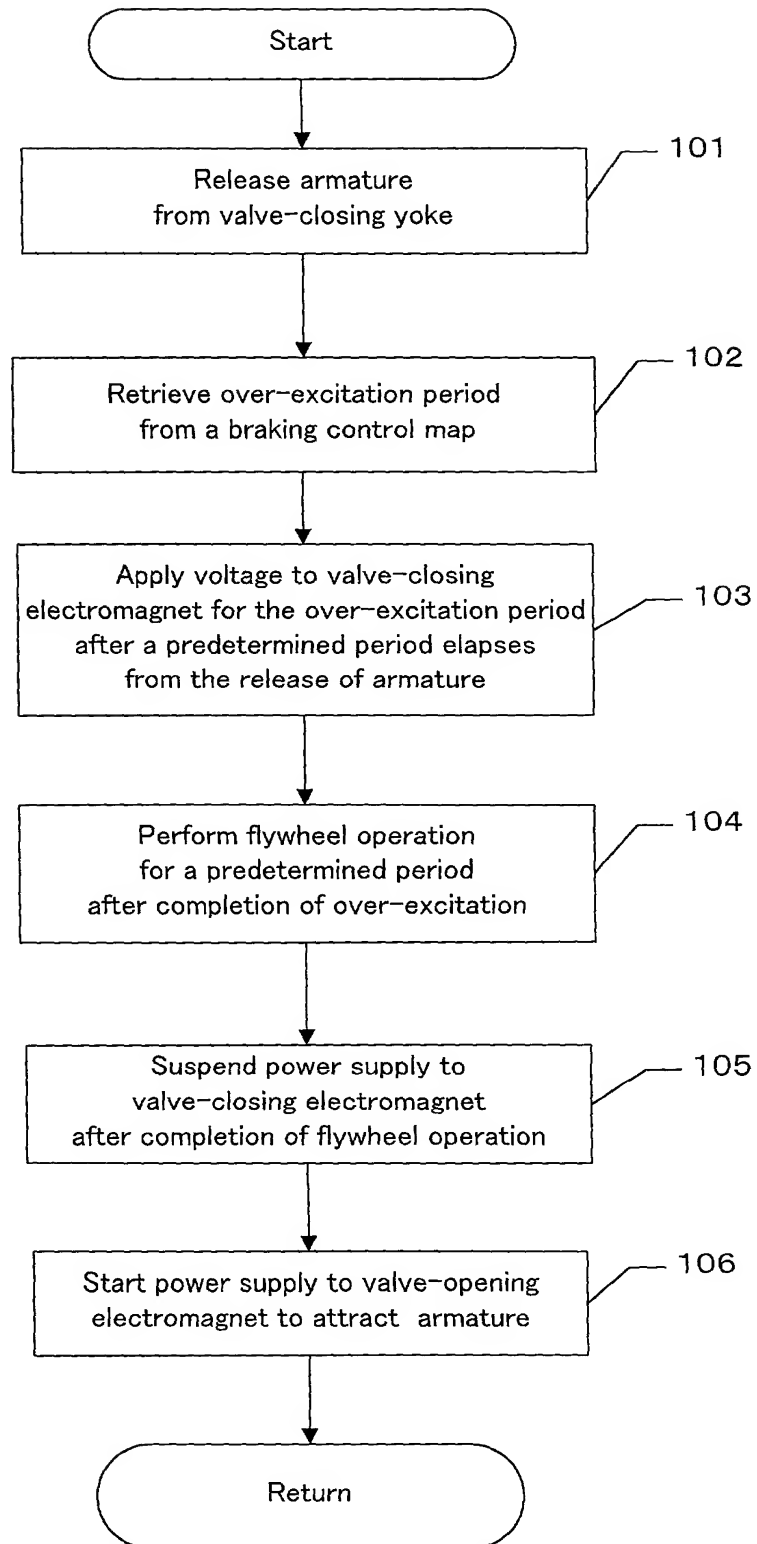 Start
101
Release armature
from valve-closing yoke
102
Retrieve over-excitation period
from a braking control map
103
Apply voltage to valve-closing
electromagnet for the over-excitation period
after a predetermined period elapses
from the release of armature
104
Perform flywheel operation
for a predetermined period
after completion of over-excitation
105
Suspend power supply to
valve-closing electromagnet
after completion of flywheel operation
106
Start power supply to valve-opening
electromagnet to attract armature
Return